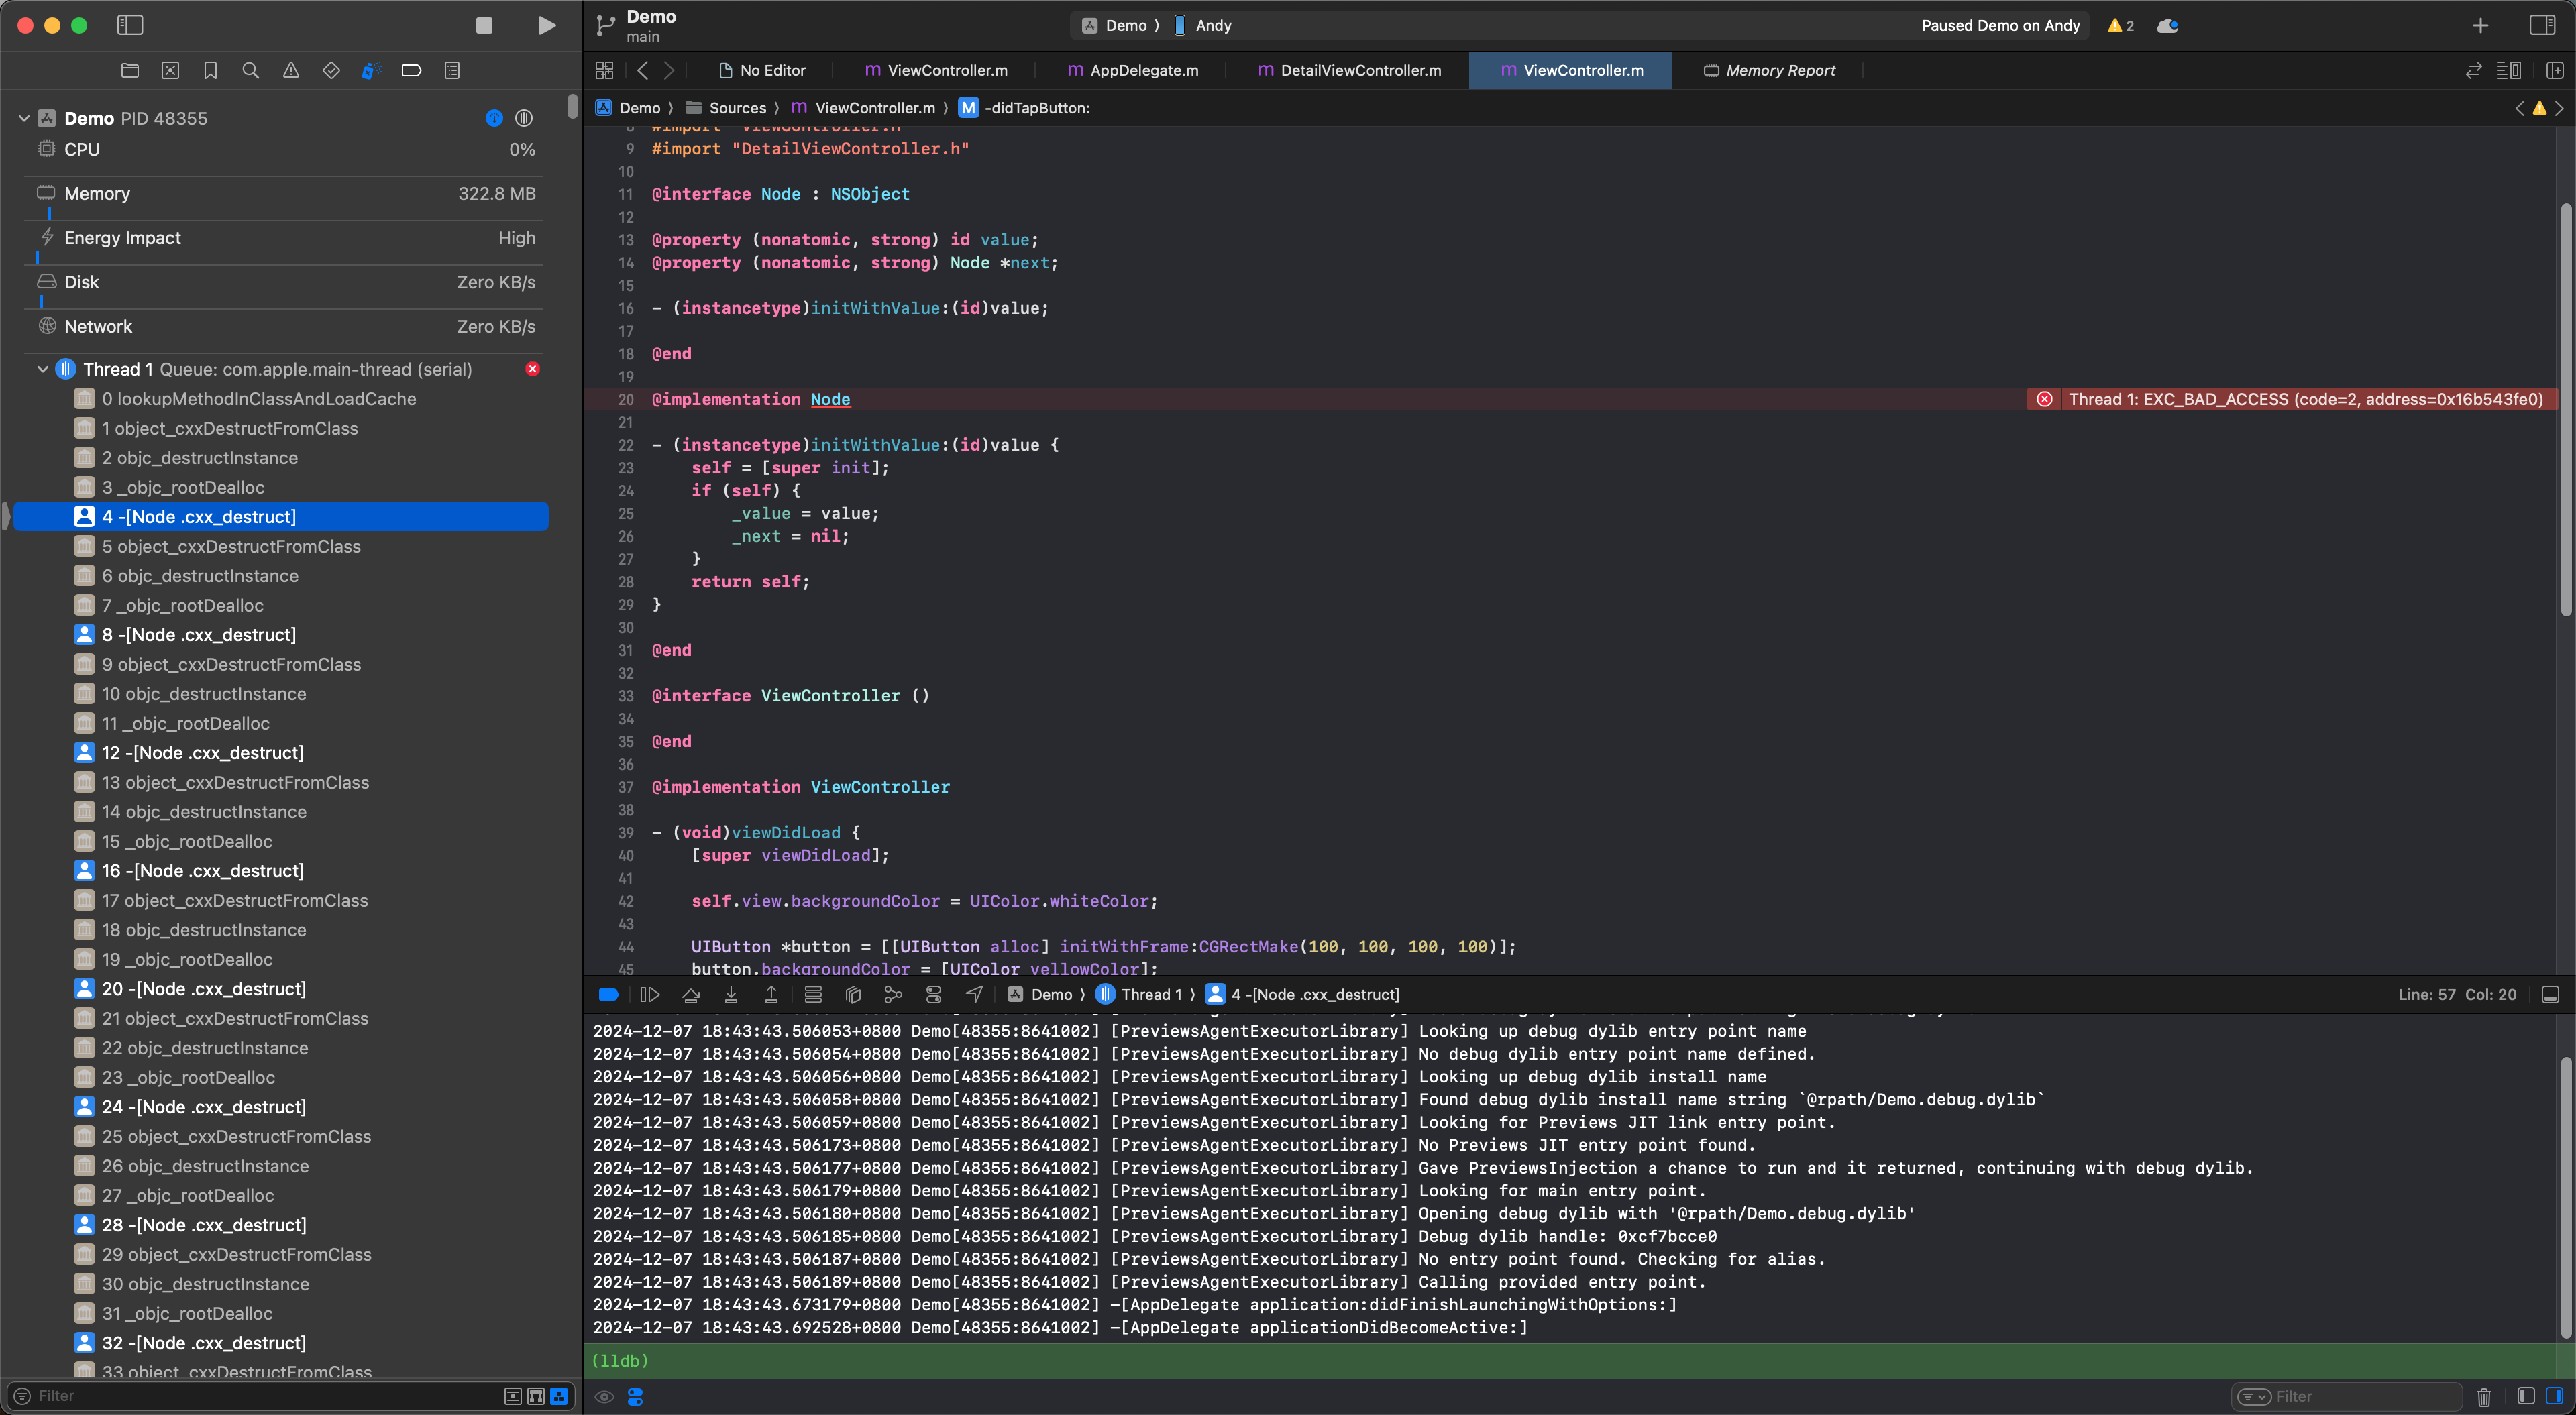 Demo
main
Demo ⟩ Andy
Paused Demo on Andy
2
No Editor
ViewController.m
AppDelegate.m
DetailViewController.m
ViewController.m
Memory Report
Demo ⟩ Sources ⟩ m ViewController.m ⟩ M -didTapButton:
Demo PID 48355
CPU 0%
Memory 322.8 MB
Energy Impact High
Disk Zero KB/s
Network Zero KB/s
Thread 1 Queue: com.apple.main-thread (serial)
0 lookupMethodInClassAndLoadCache
1 object_cxxDestructFromClass
2 objc_destructInstance
3 _objc_rootDealloc
4 -[Node .cxx_destruct]
5 object_cxxDestructFromClass
6 objc_destructInstance
7 _objc_rootDealloc
8 -[Node .cxx_destruct]
9 object_cxxDestructFromClass
10 objc_destructInstance
11 _objc_rootDealloc
12 -[Node .cxx_destruct]
13 object_cxxDestructFromClass
14 objc_destructInstance
15 _objc_rootDealloc
16 -[Node .cxx_destruct]
17 object_cxxDestructFromClass
18 objc_destructInstance
19 _objc_rootDealloc
20 -[Node .cxx_destruct]
21 object_cxxDestructFromClass
22 objc_destructInstance
23 _objc_rootDealloc
24 -[Node .cxx_destruct]
25 object_cxxDestructFromClass
26 objc_destructInstance
27 _objc_rootDealloc
28 -[Node .cxx_destruct]
29 object_cxxDestructFromClass
30 objc_destructInstance
31 _objc_rootDealloc
32 -[Node .cxx_destruct]
33 object_cxxDestructFromClass
Filter
8 #import "ViewController.h"
9 #import "DetailViewController.h"
10
11 @interface Node : NSObject
12
13 @property (nonatomic, strong) id value;
14 @property (nonatomic, strong) Node *next;
15
16 - (instancetype)initWithValue:(id)value;
17
18 @end
19
20 @implementation Node
Thread 1: EXC_BAD_ACCESS (code=2, address=0x16b543fe0)
21
22 - (instancetype)initWithValue:(id)value {
23 self = [super init];
24 if (self) {
25 _value = value;
26 _next = nil;
27 }
28 return self;
29 }
30
31 @end
32
33 @interface ViewController ()
34
35 @end
36
37 @implementation ViewController
38
39 - (void)viewDidLoad {
40 [super viewDidLoad];
41
42 self.view.backgroundColor = UIColor.whiteColor;
43
44 UIButton *button = [[UIButton alloc] initWithFrame:CGRectMake(100, 100, 100, 100)];
45 button.backgroundColor = [UIColor yellowColor];
Demo ⟩ Thread 1 ⟩ 4 -[Node .cxx_destruct]
Line: 57 Col: 20
2024-12-07 18:43:43.506053+0800 Demo[48355:8641002] [PreviewsAgentExecutorLibrary] Looking up debug dylib entry point name
2024-12-07 18:43:43.506054+0800 Demo[48355:8641002] [PreviewsAgentExecutorLibrary] No debug dylib entry point name defined.
2024-12-07 18:43:43.506056+0800 Demo[48355:8641002] [PreviewsAgentExecutorLibrary] Looking up debug dylib install name
2024-12-07 18:43:43.506058+0800 Demo[48355:8641002] [PreviewsAgentExecutorLibrary] Found debug dylib install name string `@rpath/Demo.debug.dylib`
2024-12-07 18:43:43.506059+0800 Demo[48355:8641002] [PreviewsAgentExecutorLibrary] Looking for Previews JIT link entry point.
2024-12-07 18:43:43.506173+0800 Demo[48355:8641002] [PreviewsAgentExecutorLibrary] No Previews JIT entry point found.
2024-12-07 18:43:43.506177+0800 Demo[48355:8641002] [PreviewsAgentExecutorLibrary] Gave PreviewsInjection a chance to run and it returned, continuing with debug dylib.
2024-12-07 18:43:43.506179+0800 Demo[48355:8641002] [PreviewsAgentExecutorLibrary] Looking for main entry point.
2024-12-07 18:43:43.506180+0800 Demo[48355:8641002] [PreviewsAgentExecutorLibrary] Opening debug dylib with '@rpath/Demo.debug.dylib'
2024-12-07 18:43:43.506185+0800 Demo[48355:8641002] [PreviewsAgentExecutorLibrary] Debug dylib handle: 0xcf7bcce0
2024-12-07 18:43:43.506187+0800 Demo[48355:8641002] [PreviewsAgentExecutorLibrary] No entry point found. Checking for alias.
2024-12-07 18:43:43.506189+0800 Demo[48355:8641002] [PreviewsAgentExecutorLibrary] Calling provided entry point.
2024-12-07 18:43:43.673179+0800 Demo[48355:8641002] -[AppDelegate application:didFinishLaunchingWithOptions:]
2024-12-07 18:43:43.692528+0800 Demo[48355:8641002] -[AppDelegate applicationDidBecomeActive:]
(lldb)
Filter